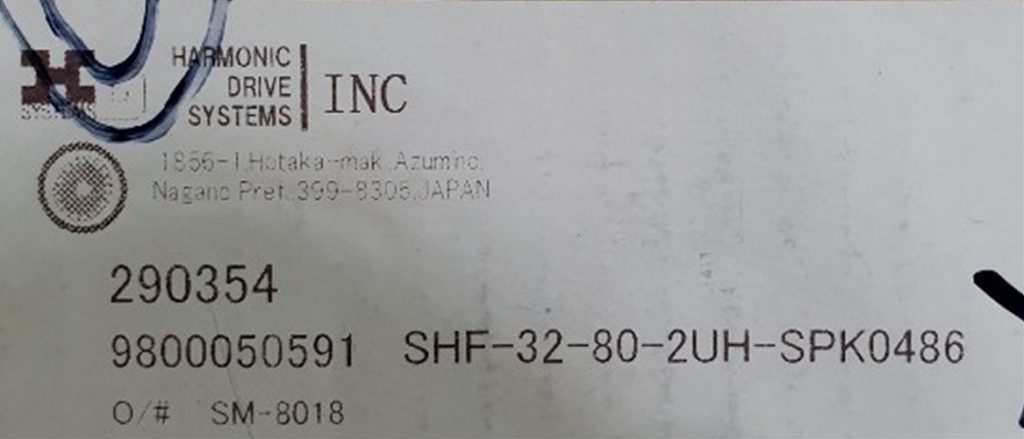 H
SYSTEMS
HARMONIC
DRIVE
SYSTEMS
INC
1856-1,Hotaka-mak, Azumino,
Nagano Pref.399-8305,JAPAN
290354
9800050591 SHF-32-80-2UH-SPK0486
O/# SM-8018